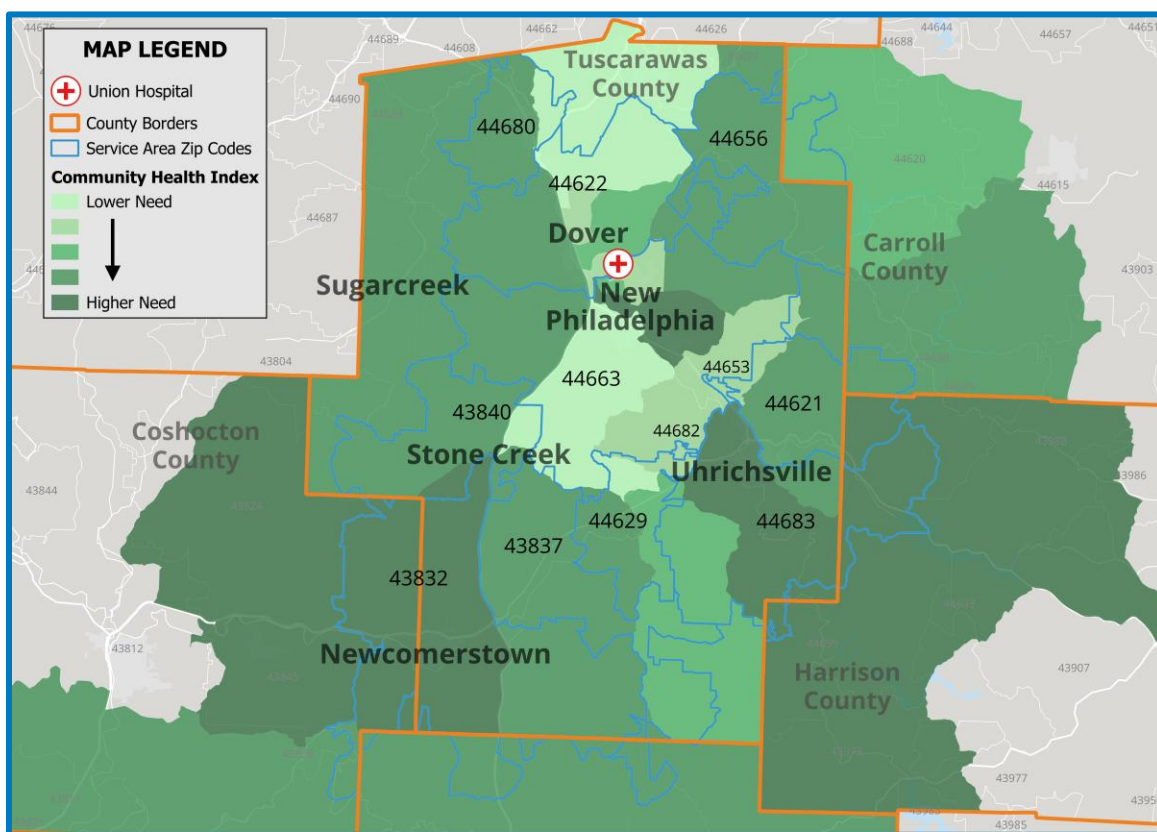 MAP LEGEND
Union Hospital
County Borders
Service Area Zip Codes
Community Health Index
Lower Need
Higher Need
44662
44626
44644
44651
44689
44608
44688
44657
44690
Tuscarawas
County
44680
44656
44620
44615
44622
44687
Dover
Carroll
County
43903
Sugarcreek
New
Philadelphia
43804
44653
44663
43840
44621
Coshocton
County
44682
Stone Creek
Uhrichsville
43844
43986
44629
44683
43837
43832
43812
Newcomerstown
43907
Harrison
County
43977
43985